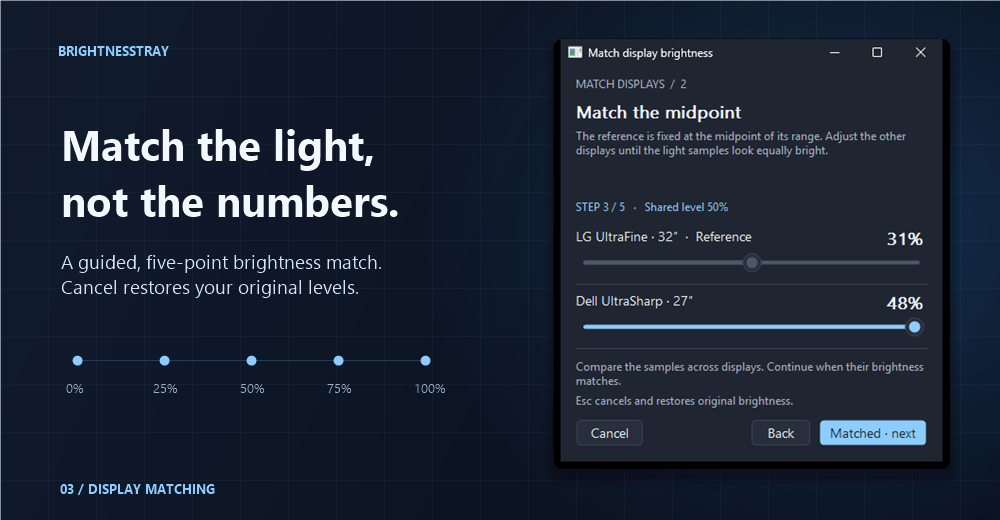 BRIGHTNESSTRAY
Match the light,
not the numbers.
A guided, five-point brightness match.
Cancel restores your original levels.
0% 25% 50% 75% 100%
03 / DISPLAY MATCHING
Match display brightness
MATCH DISPLAYS / 2
Match the midpoint
The reference is fixed at the midpoint of its range. Adjust the other
displays until the light samples look equally bright.
STEP 3 / 5 · Shared level 50%
LG UltraFine · 32″ · Reference 31%
Dell UltraSharp · 27″ 48%
Compare the samples across displays. Continue when their brightness
matches.
Esc cancels and restores original brightness.
Cancel Back Matched · next